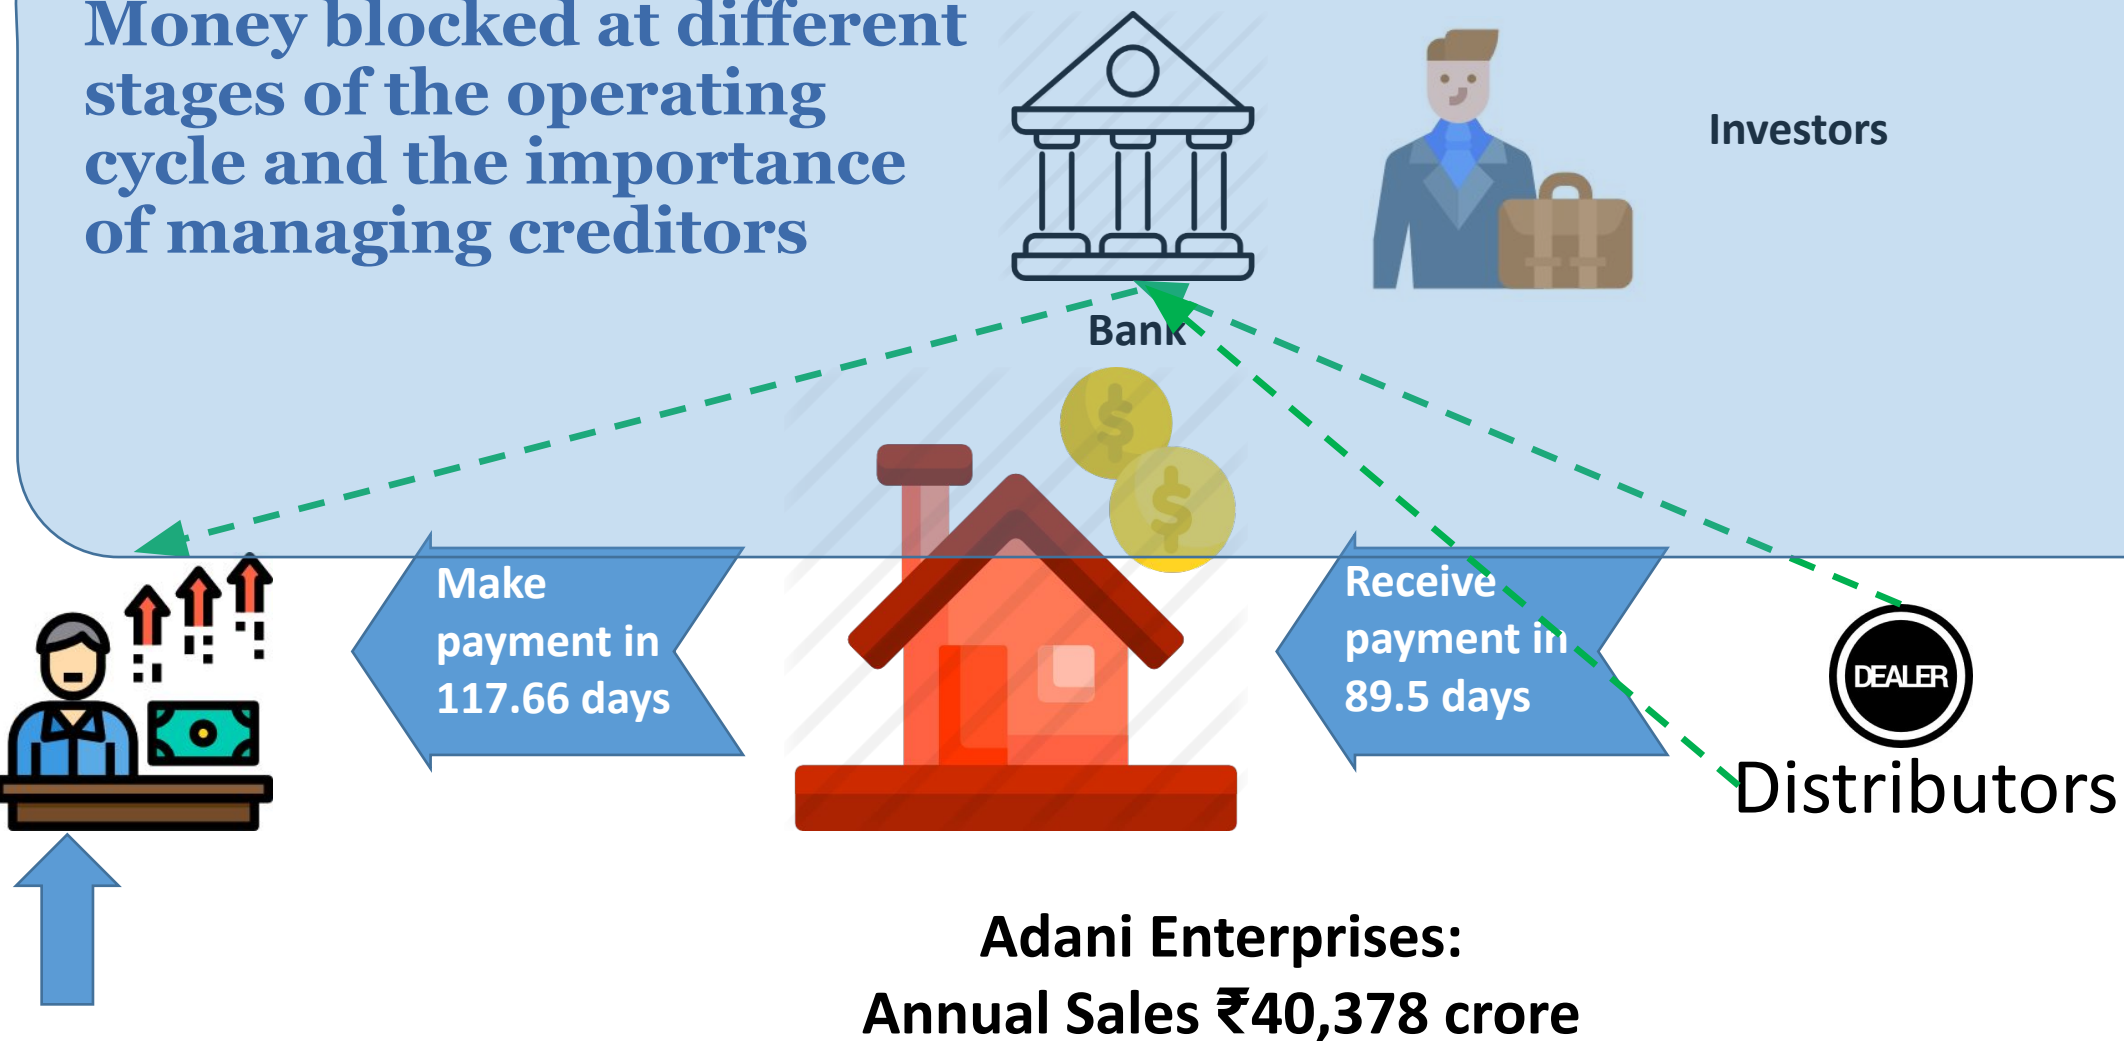 Money blocked at different
stages of the operating
cycle and the importance
of managing creditors
Investors
Bank
$
$
Make
payment in
117.66 days
Receive
payment in
89.5 days
DEALER
Distributors
Adani Enterprises:
Annual Sales ₹40,378 crore